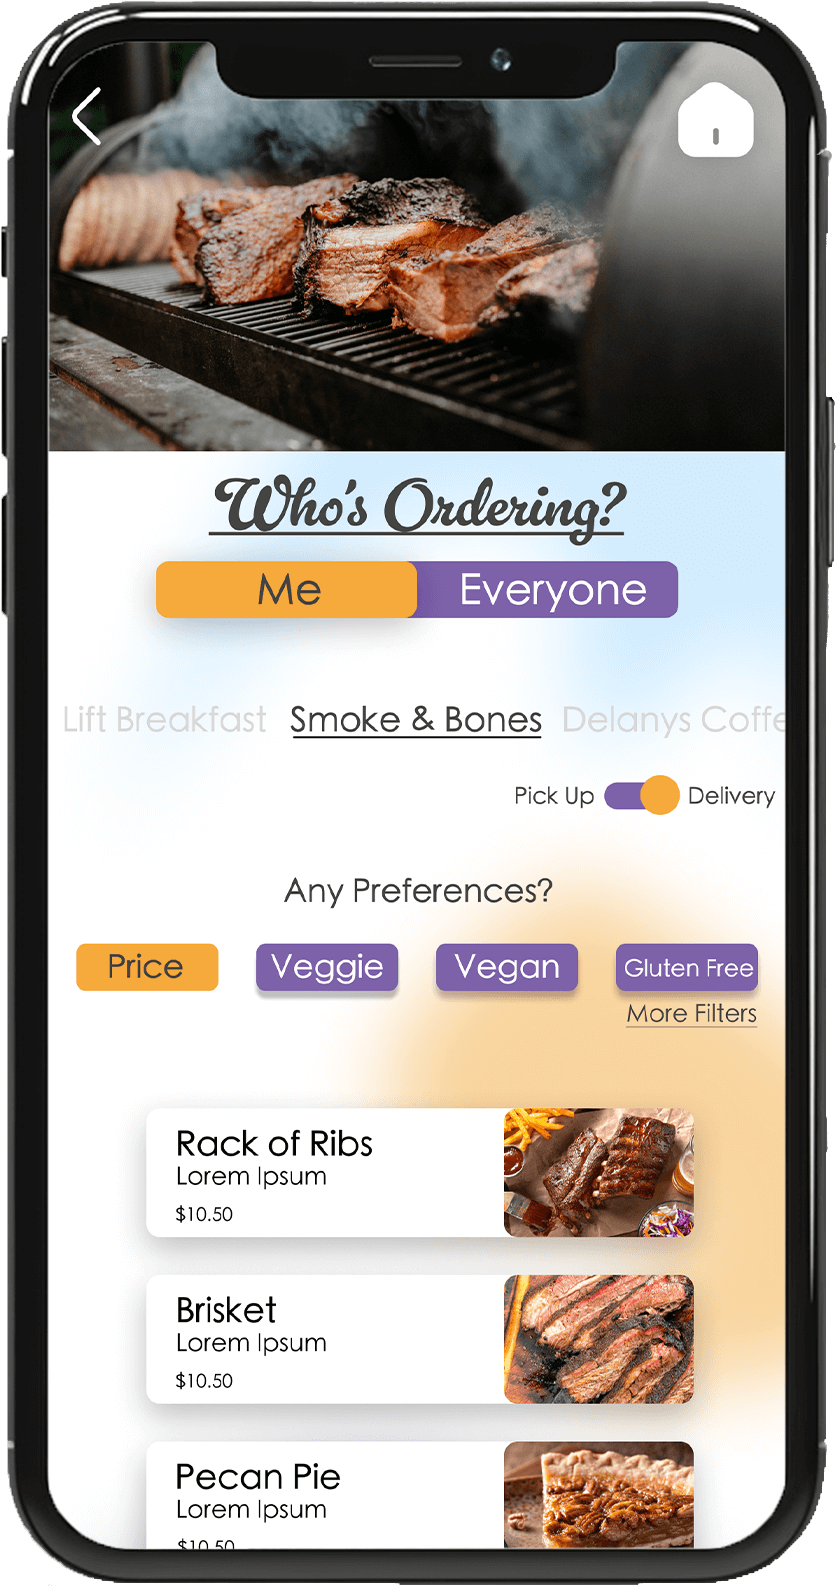 Who's Ordering?
Me Everyone
Lift Breakfast Smoke & Bones Delanys Coffe
Pick Up Delivery
Any Preferences?
Price Veggie Vegan Gluten Free
More Filters
Rack of Ribs
Lorem Ipsum
$10.50
Brisket
Lorem Ipsum
$10.50
Pecan Pie
Lorem Ipsum
$10.50